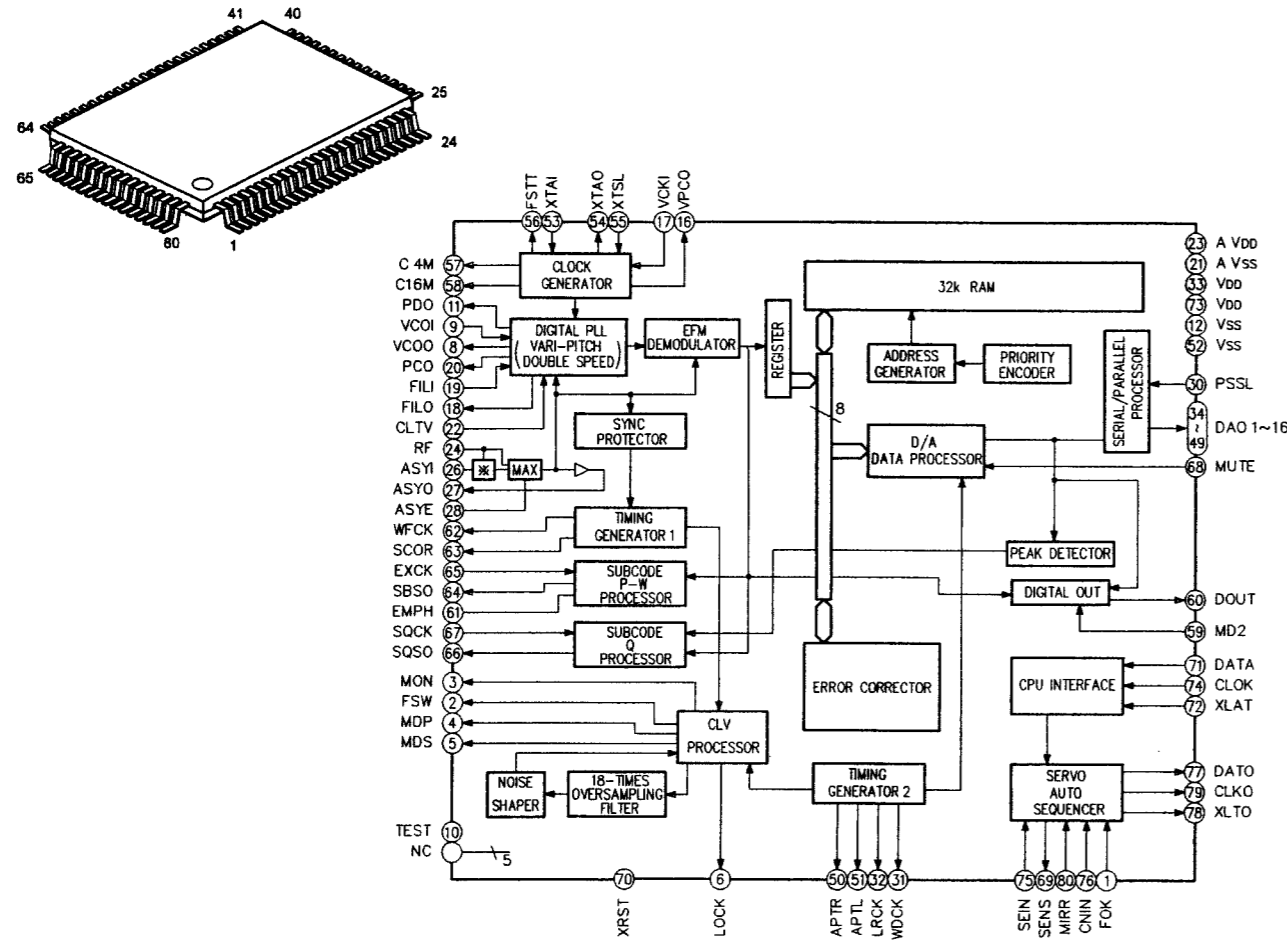 41
40
25
24
64
65
80
1
FSTT
XTAI
XTAO
XTSL
VCKI
VPCO
56
53
54
55
17
16
C 4M 57
C16M 58
PDO 11
VCOI 9
VCOO 8
PCO 20
FILI 19
FILO 18
CLTV 22
RF 24
ASYI 26
ASYO 27
ASYE 28
WFCK 62
SCOR 63
EXCK 65
SBSO 64
EMPH 61
SQCK 67
SQSO 66
MON 3
FSW 2
MDP 4
MDS 5
TEST 10
NC
5
CLOCK
GENERATOR
DIGITAL PLL
VARI-PITCH
( DOUBLE SPEED )
EFM
DEMODULATOR
REGISTER
32k RAM
ADDRESS
GENERATOR
PRIORITY
ENCODER
SERIAL/PARALLEL
PROCESSOR
SYNC
PROTECTOR
※
MAX
8
D/A
DATA PROCESSOR
TIMING
GENERATOR 1
PEAK DETECTOR
SUBCODE
P-W
PROCESSOR
DIGITAL OUT
SUBCODE
Q
PROCESSOR
ERROR CORRECTOR
CPU INTERFACE
CLV
PROCESSOR
NOISE
SHAPER
18-TIMES
OVERSAMPLING
FILTER
TIMING
GENERATOR 2
SERVO
AUTO
SEQUENCER
23 A VDD
21 A VSS
33 VDD
73 VDD
12 VSS
52 VSS
30 PSSL
34
~
49
DAO 1~16
68 MUTE
60 DOUT
59 MD2
71 DATA
74 CLOK
72 XLAT
77 DATO
79 CLKO
78 XLTO
70
6
50
51
32
31
75
69
80
76
1
XRST
LOCK
APTR
APTL
LRCK
WDCK
SEIN
SENS
MIRR
CNIN
FOK